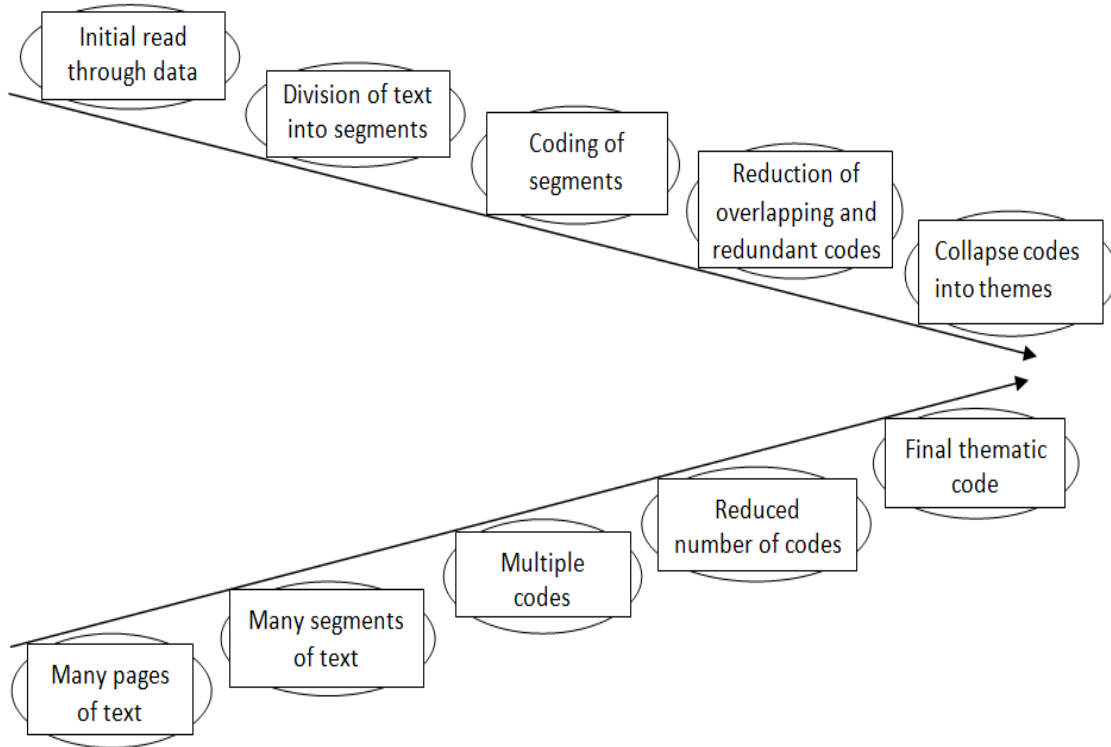 Initial read
through data
Division of text
into segments
Coding of
segments
Reduction of
overlapping and
redundant codes
Collapse codes
into themes
Many pages
of text
Many segments
of text
Multiple
codes
Reduced
number of codes
Final thematic
code